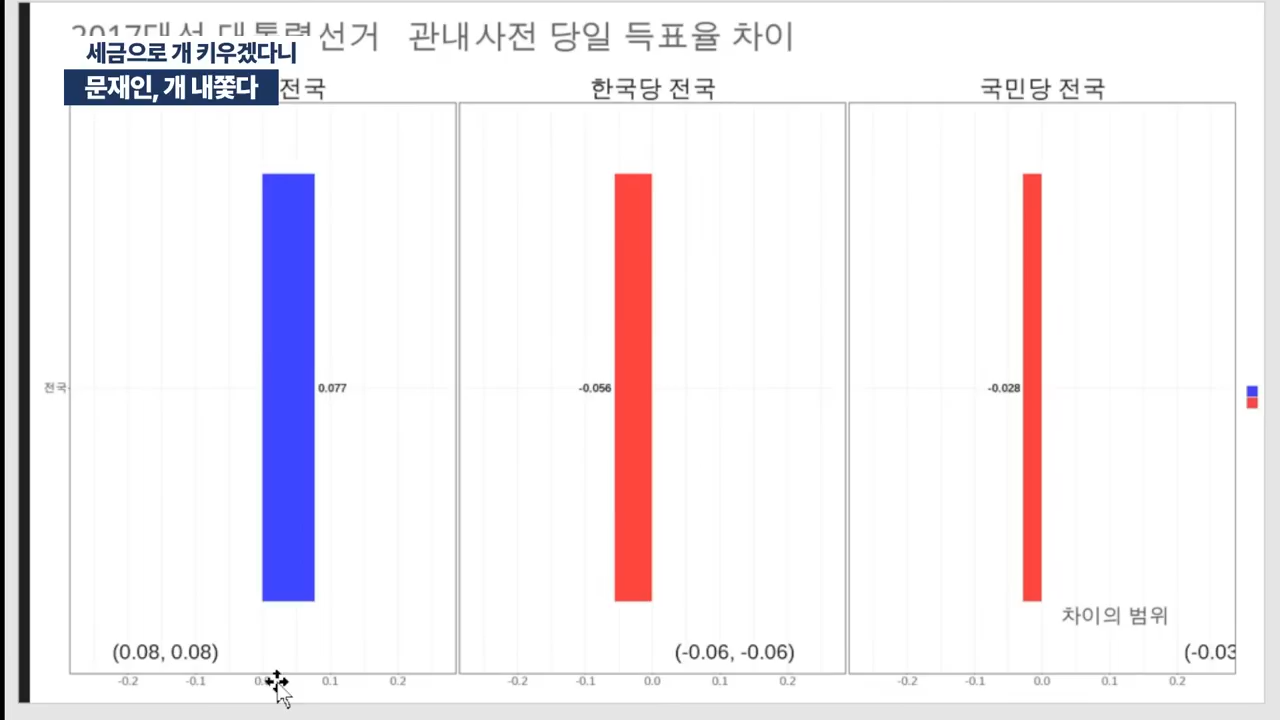 2017대선 대통령선거 관내사전 당일 득표율 차이
세금으로 개 키우겠다니
문재인, 개 내쫓다
전국
한국당 전국
국민당 전국
전국
0.077
-0.056
-0.028
차이의 범위
(0.08, 0.08)
(-0.06, -0.06)
(-0.03
-0.2 -0.1 0.1 0.2
-0.2 -0.1 0.0 0.1 0.2
-0.2 -0.1 0.0 0.1 0.2